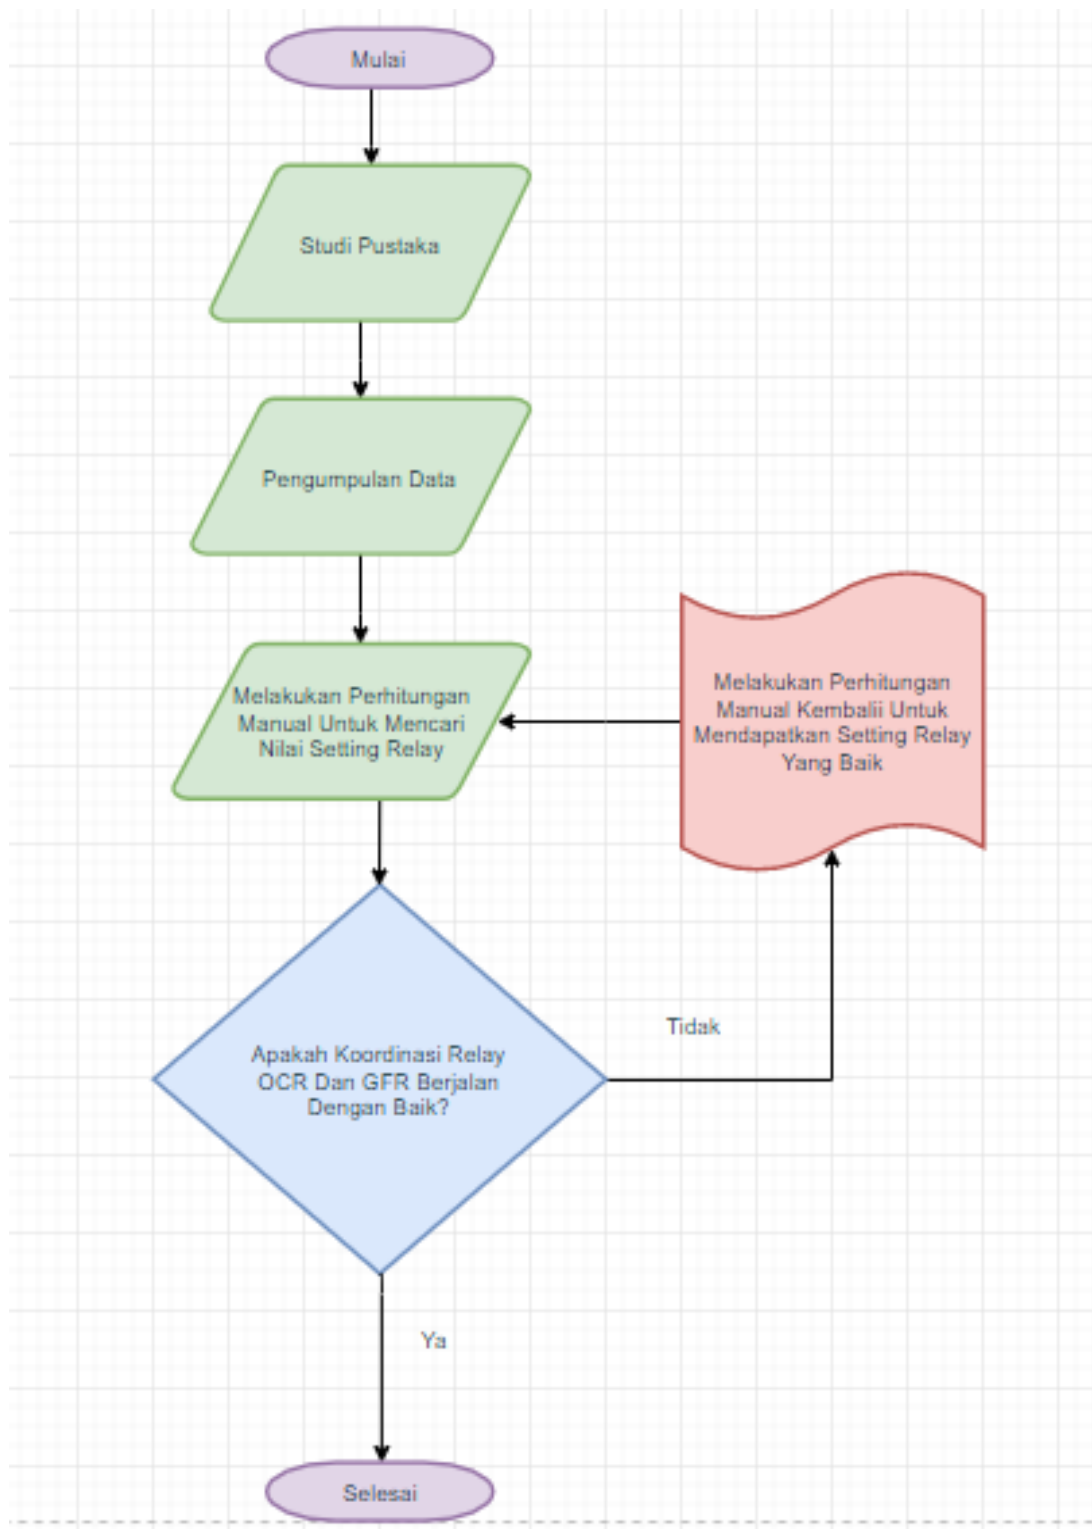 Mulai
Studi Pustaka
Pengumpulan Data
Melakukan Perhitungan
Manual Untuk Mencari
Nilai Setting Relay
Melakukan Perhitungan
Manual Kembalii Untuk
Mendapatkan Setting Relay
Yang Baik
Apakah Koordinasi Relay
OCR Dan GFR Berjalan
Dengan Baik?
Tidak
Ya
Selesai